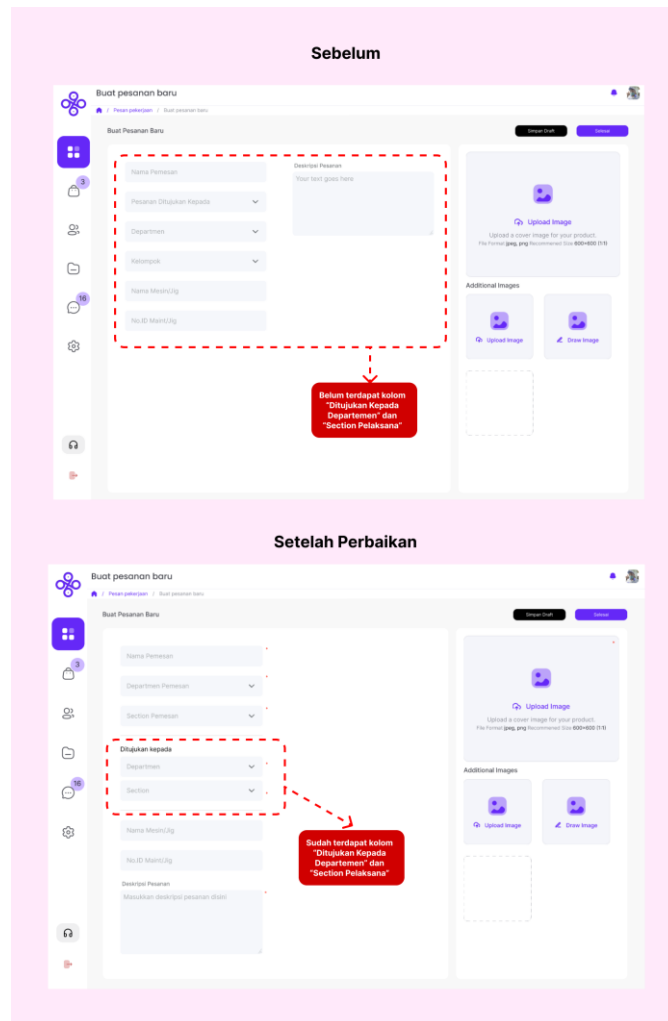 Sebelum
Buat pesanan baru
/ Pesan pekerjaan / Buat pesanan baru
Buat Pesanan Baru
Simpan Draft
Selesai
3
16
Nama Pemesan
Pesanan Ditujukan Kepada
Departmen
Kelompok
Nama Mesin/Jig
No.ID Maint/Jig
Deskripsi Pesanan
Your text goes here
Upload Image
Upload a cover image for your product.
File Format jpeg, png Recommened Size 600x600 (1:1)
Additional Images
Upload Image
Draw Image
Belum terdapat kolom
"Ditujukan Kepada
Departemen" dan
"Section Pelaksana"
Setelah Perbaikan
Buat pesanan baru
/ Pesan pekerjaan / Buat pesanan baru
Buat Pesanan Baru
Simpan Draft
Selesai
3
16
Nama Pemesan
*
Departmen Pemesan
*
Section Pemesan
*
Ditujukan kepada
Departmen
*
Section
*
Nama Mesin/Jig
No.ID Maint/Jig
Deskripsi Pesanan
Masukkan deskripsi pesanan disini
*
*
Upload Image
Upload a cover image for your product.
File Format jpeg, png Recommened Size 600x600 (1:1)
Additional Images
Upload Image
Draw Image
Sudah terdapat kolom
"Ditujukan Kepada
Departemen" dan
"Section Pelaksana"